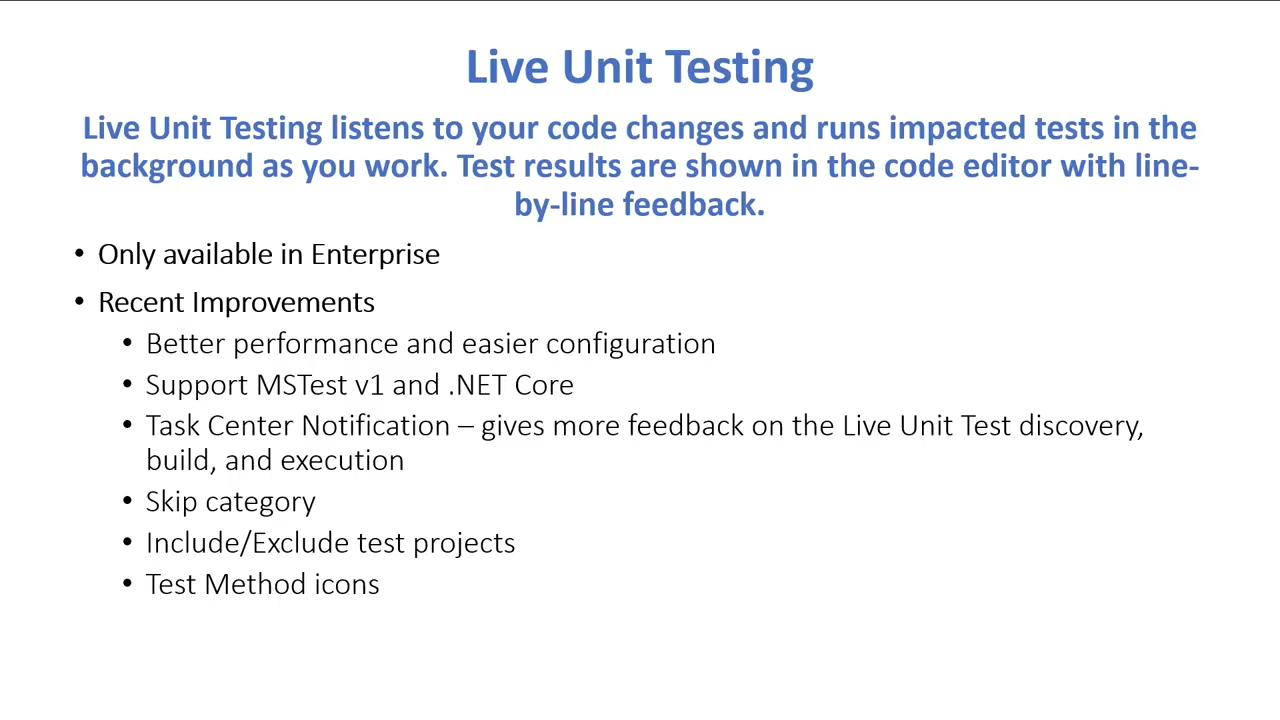 Live Unit Testing
Live Unit Testing listens to your code changes and runs impacted tests in the
background as you work. Test results are shown in the code editor with line-
by-line feedback.
• Only available in Enterprise
• Recent Improvements
• Better performance and easier configuration
• Support MSTest v1 and .NET Core
• Task Center Notification – gives more feedback on the Live Unit Test discovery,
build, and execution
• Skip category
• Include/Exclude test projects
• Test Method icons